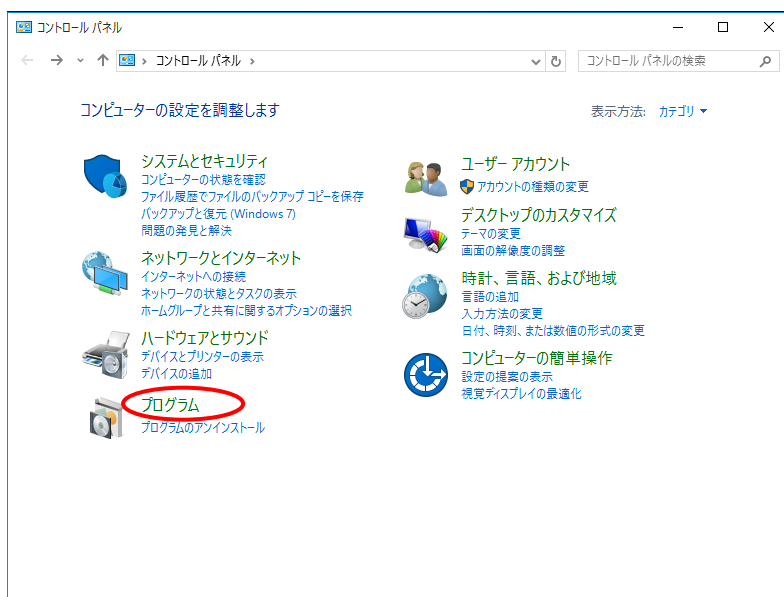 コントロール パネル
コントロール パネル
コントロール パネルの検索
コンピューターの設定を調整します
表示方法: カテゴリ
システムとセキュリティ
コンピューターの状態を確認
ファイル履歴でファイルのバックアップ コピーを保存
バックアップと復元 (Windows 7)
問題の発見と解決
ネットワークとインターネット
インターネットへの接続
ネットワークの状態とタスクの表示
ホームグループと共有に関するオプションの選択
ハードウェアとサウンド
デバイスとプリンターの表示
デバイスの追加
プログラム
プログラムのアンインストール
ユーザー アカウント
アカウントの種類の変更
デスクトップのカスタマイズ
テーマの変更
画面の解像度の調整
時計、言語、および地域
言語の追加
入力方法の変更
日付、時刻、または数値の形式の変更
コンピューターの簡単操作
設定の提案の表示
視覚ディスプレイの最適化